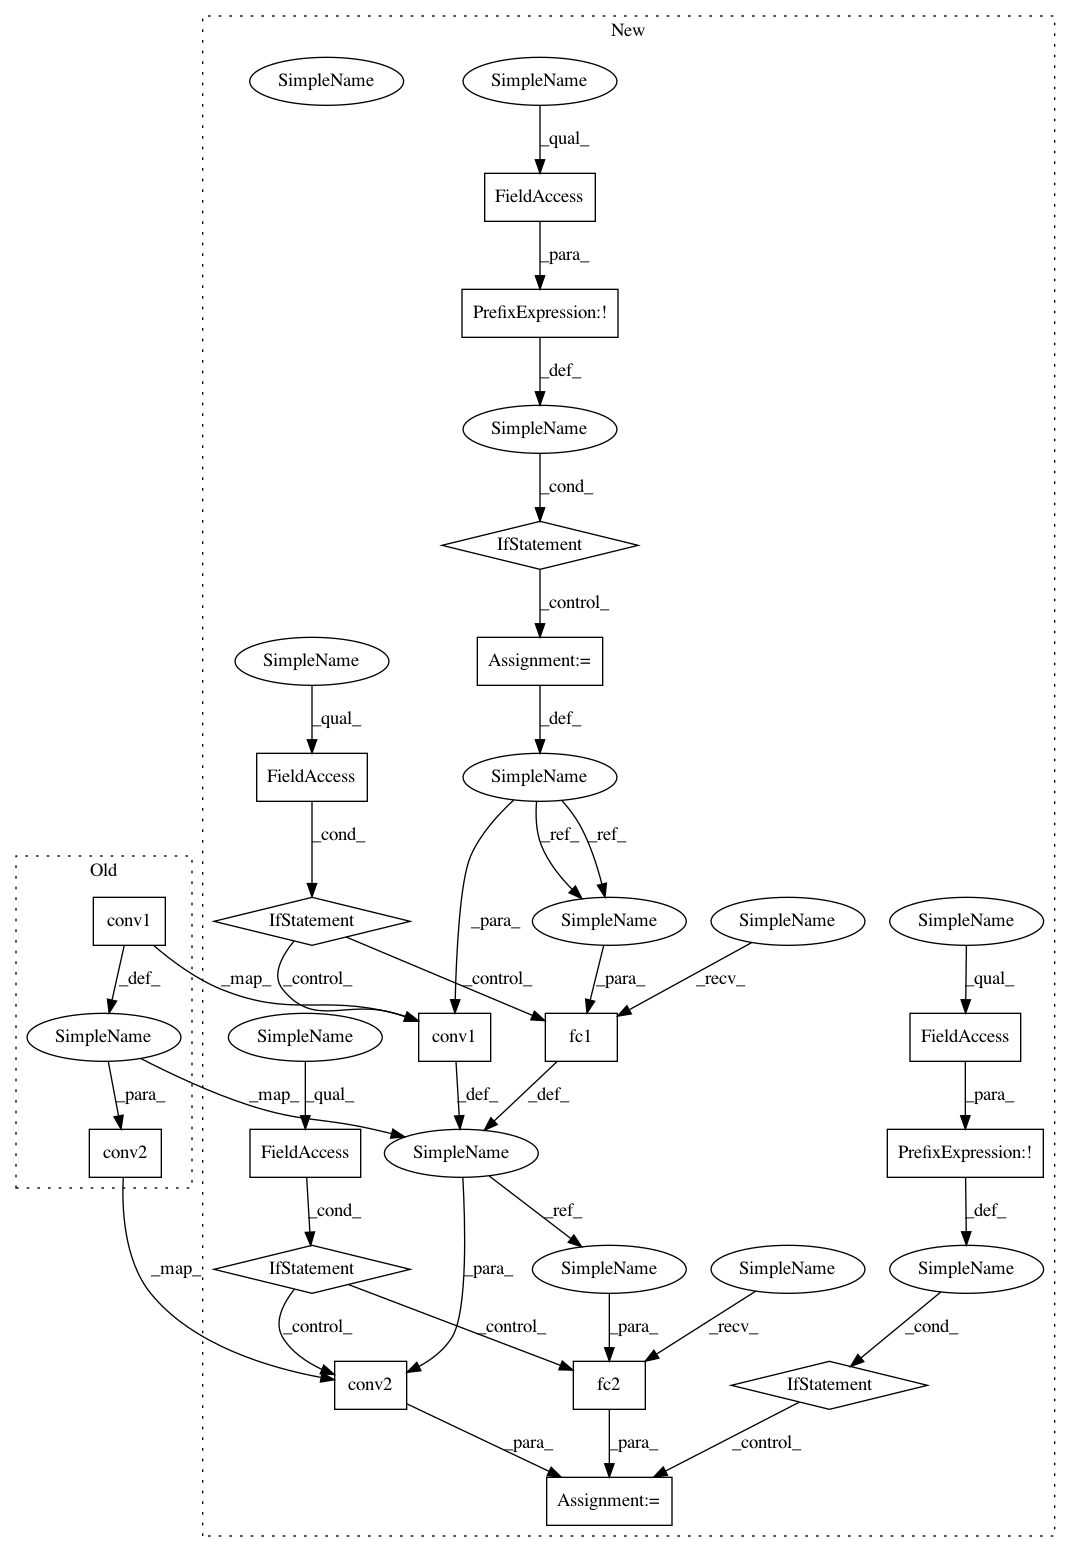 New
SimpleName
SimpleName
_qual_
FieldAccess
_para_
PrefixExpression:!
_def_
SimpleName
_cond_
IfStatement
_control_
SimpleName
Assignment:=
_qual_
_def_
FieldAccess
SimpleName
_cond_
_ref_
_ref_
Old
conv1
IfStatement
_para_
SimpleName
SimpleName
SimpleName
_def_
_map_
_control_
_control_
_para_
_recv_
_qual_
SimpleName
SimpleName
conv1
fc1
FieldAccess
_para_
_map_
_qual_
_def_
_def_
_para_
conv2
FieldAccess
SimpleName
PrefixExpression:!
_cond_
_ref_
_def_
_map_
IfStatement
_para_
SimpleName
SimpleName
SimpleName
_control_
_control_
_para_
_recv_
_cond_
conv2
fc2
IfStatement
_para_
_para_
_control_
Assignment:=